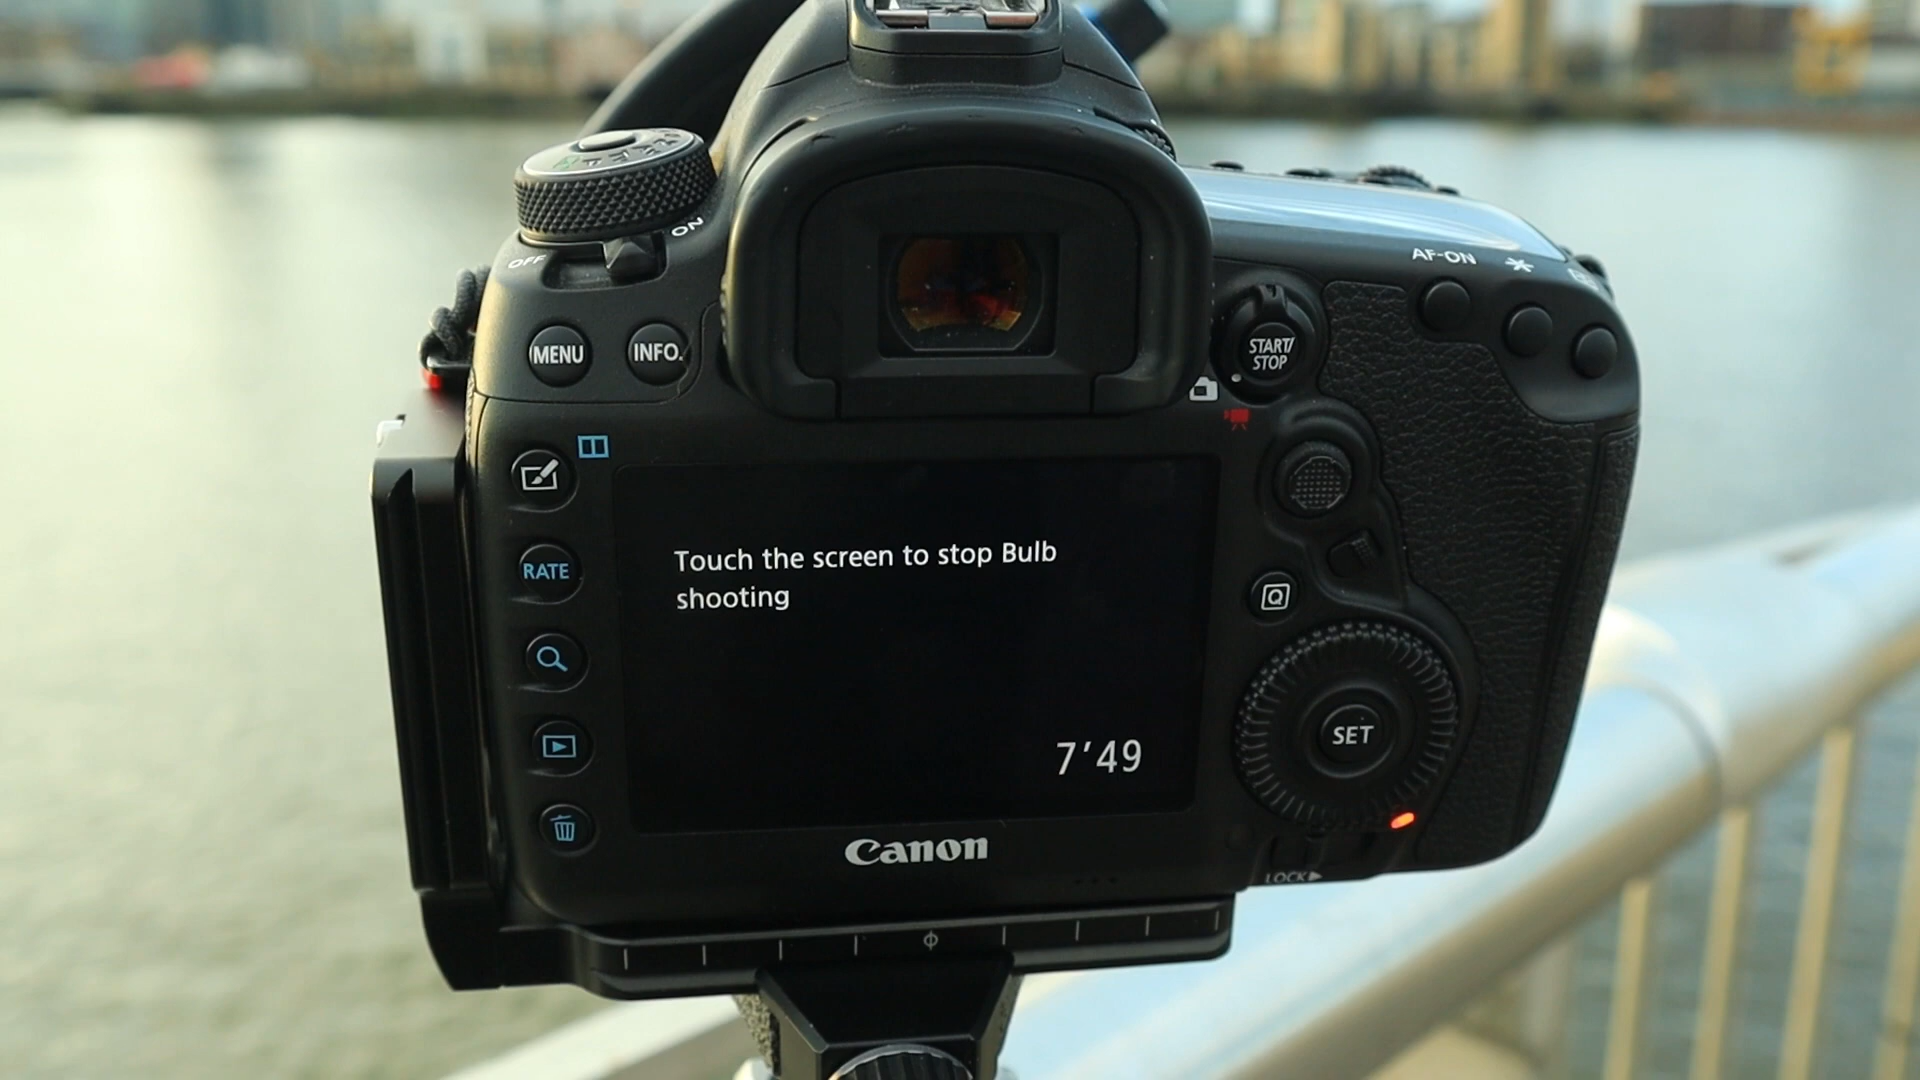 ON
OFF
AF-ON
MENU
INFO.
START/
STOP
RATE
Touch the screen to stop Bulb
shooting
Q
SET
7'49
Canon
LOCK▶